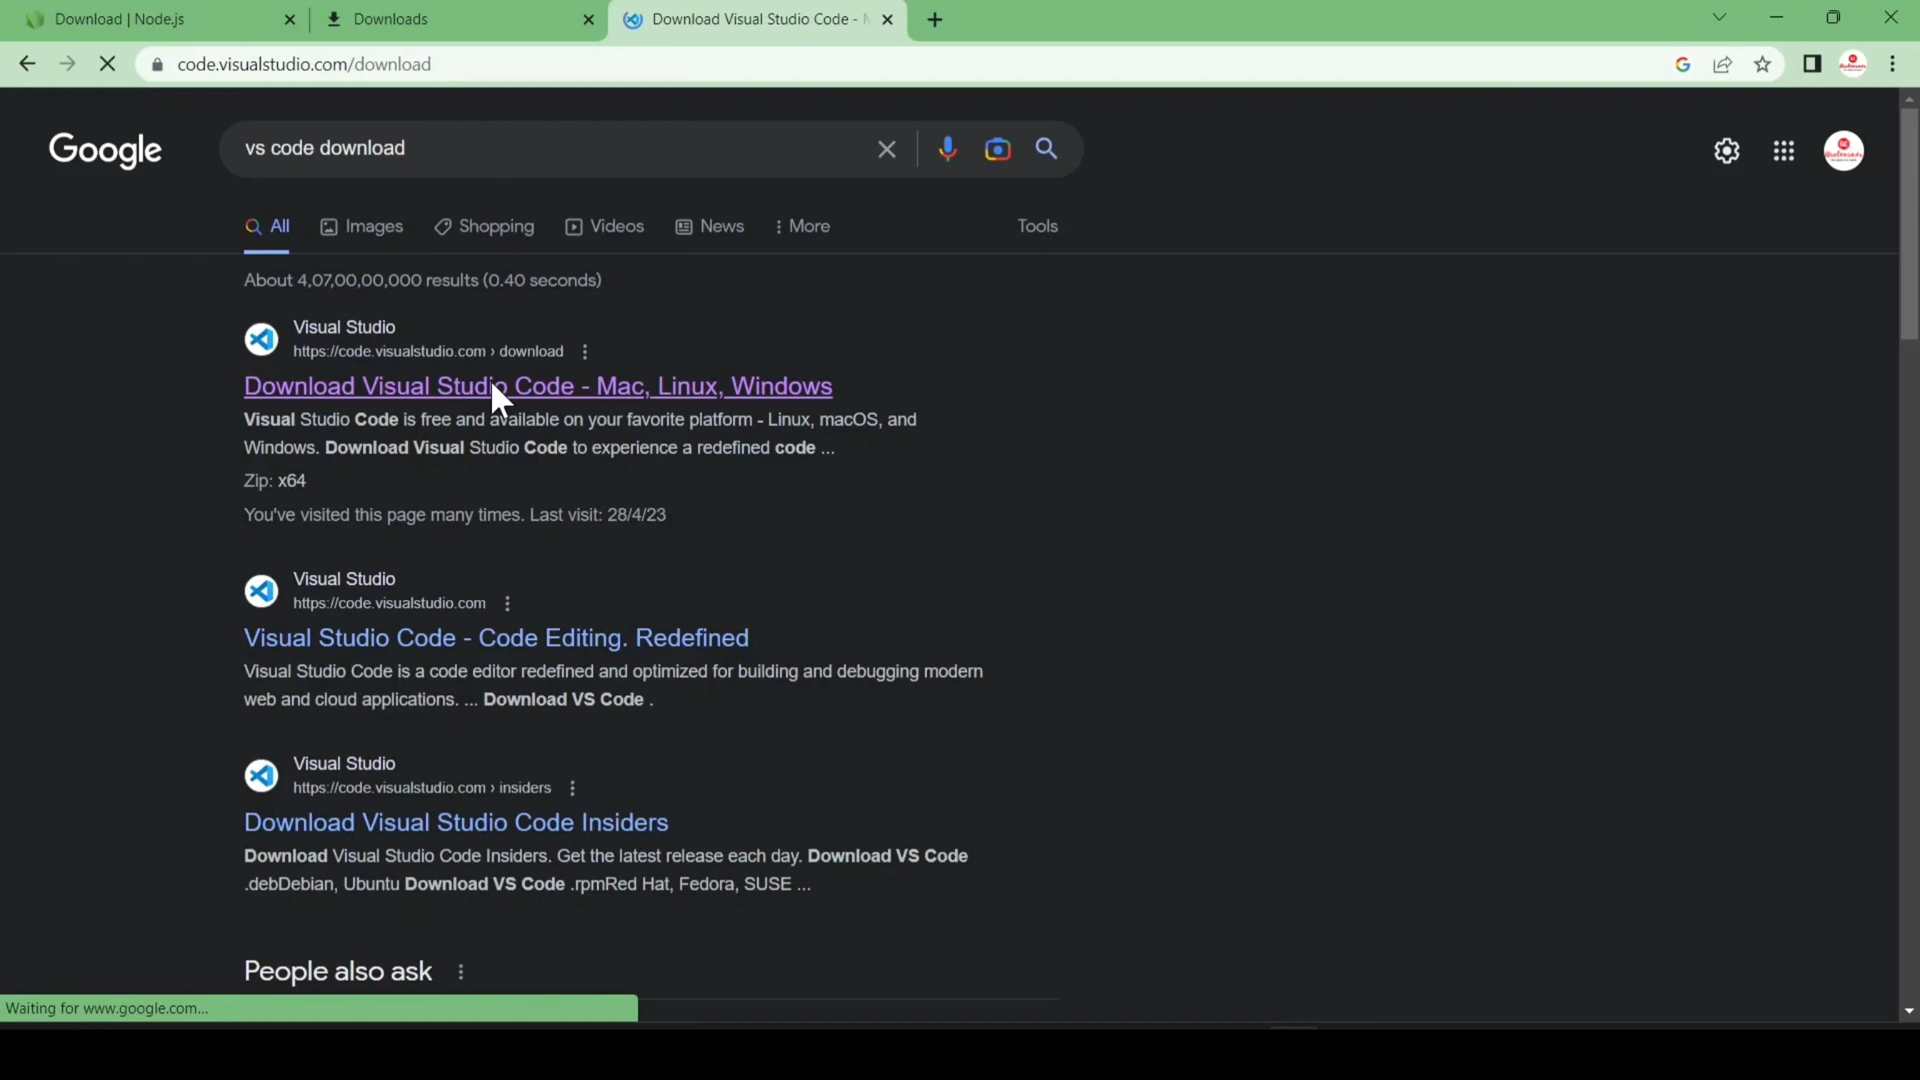 Download | Node.js
Downloads
Download Visual Studio Code -
code.visualstudio.com/download
Google
vs code download
All
Images
Shopping
Videos
News
More
Tools
About 4,07,00,00,000 results (0.40 seconds)
Visual Studio
https://code.visualstudio.com › download
Download Visual Studio Code - Mac, Linux, Windows
Visual Studio Code is free and available on your favorite platform - Linux, macOS, and
Windows. Download Visual Studio Code to experience a redefined code ...
Zip: x64
You've visited this page many times. Last visit: 28/4/23
Visual Studio
https://code.visualstudio.com
Visual Studio Code - Code Editing. Redefined
Visual Studio Code is a code editor redefined and optimized for building and debugging modern
web and cloud applications. ... Download VS Code .
Visual Studio
https://code.visualstudio.com › insiders
Download Visual Studio Code Insiders
Download Visual Studio Code Insiders. Get the latest release each day. Download VS Code
.debDebian, Ubuntu Download VS Code .rpmRed Hat, Fedora, SUSE ...
People also ask
Waiting for www.google.com...